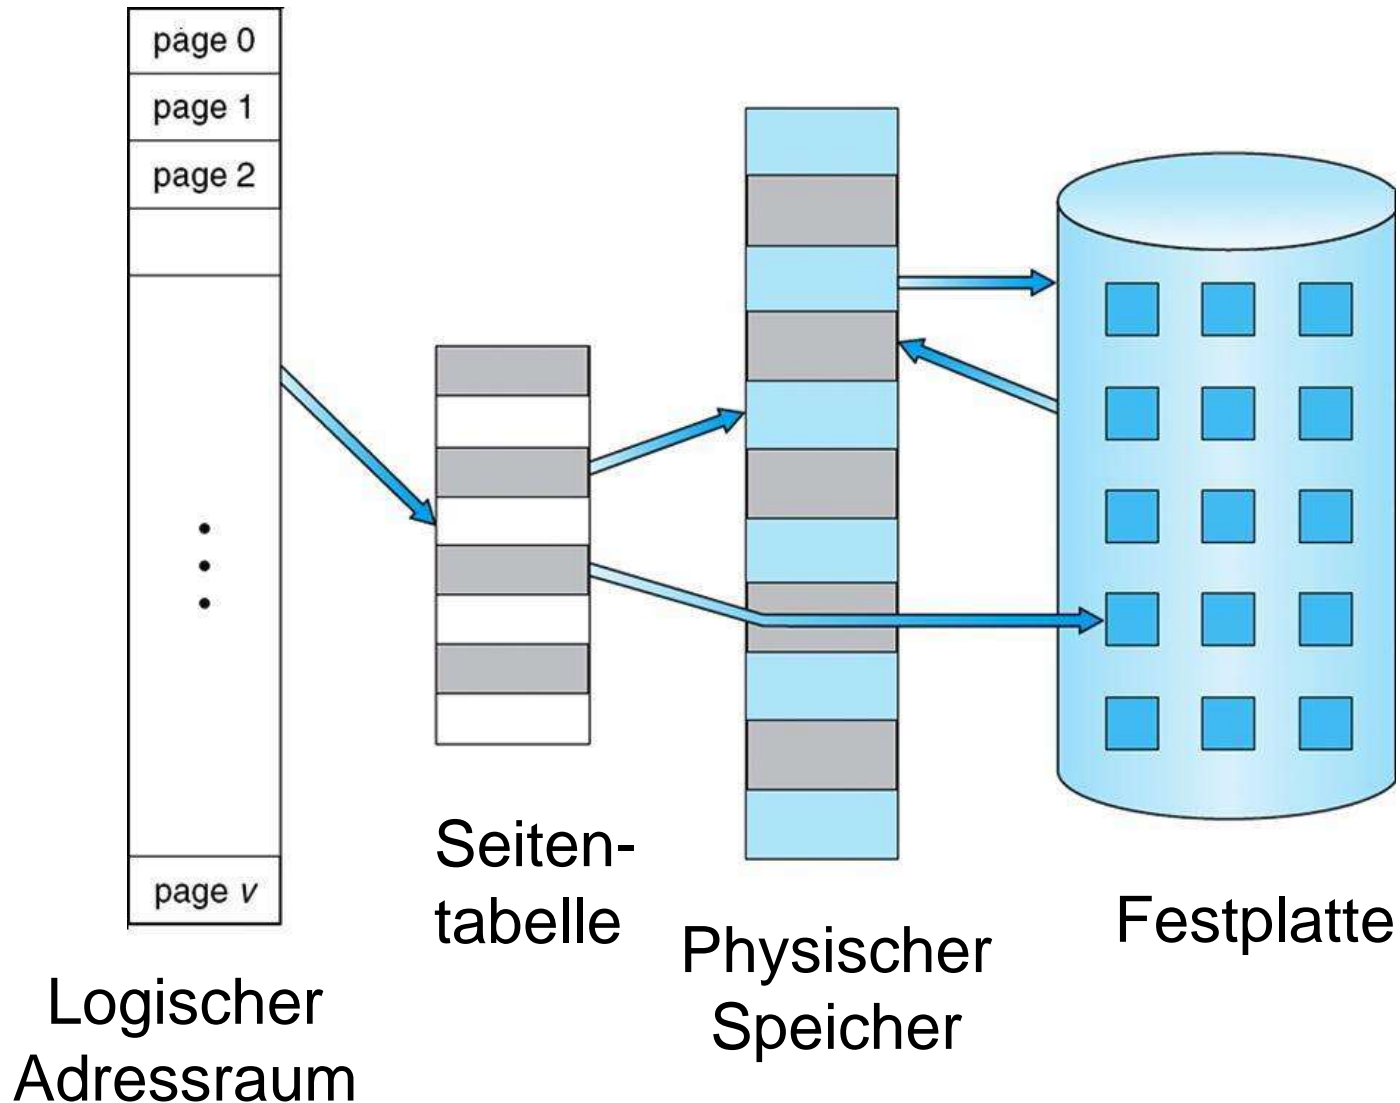 page 0
page 1
page 2
page v
Seiten-
tabelle
Physischer
Speicher
Festplatte
Logischer
Adressraum